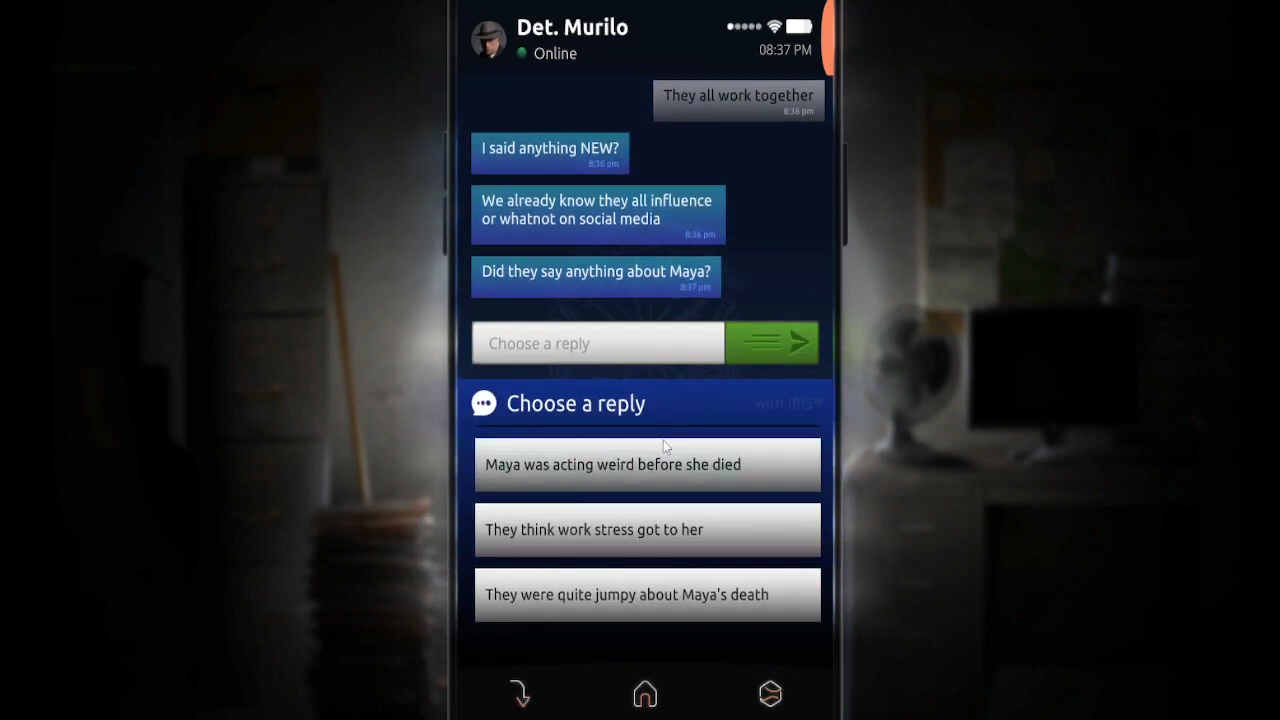 Det. Murilo
Online
08:37 PM
They all work together
8:36 pm
I said anything NEW?
8:36 pm
We already know they all influence
or whatnot on social media
8:36 pm
Did they say anything about Maya?
8:37 pm
Choose a reply
Choose a reply
with IRIS
Maya was acting weird before she died
They think work stress got to her
They were quite jumpy about Maya's death